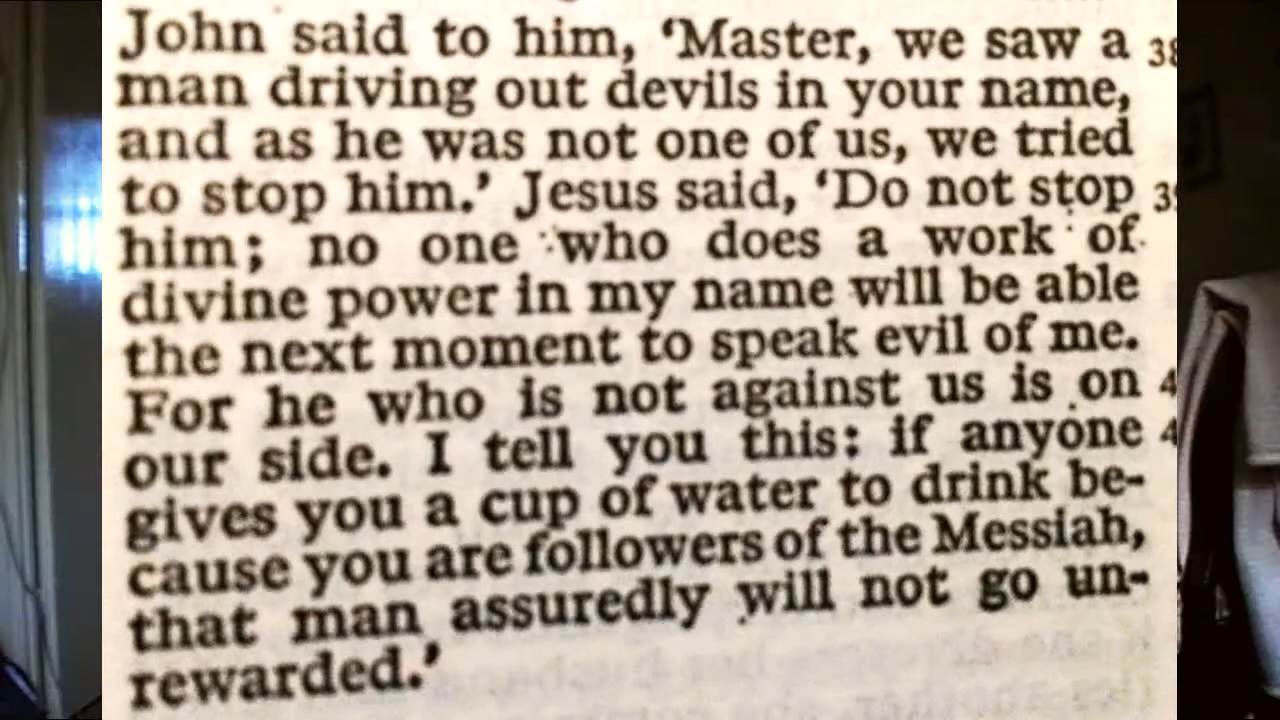 John said to him, ‘Master, we saw a 38
man driving out devils in your name,
and as he was not one of us, we tried
to stop him.’ Jesus said, ‘Do not stop
him; no one who does a work of
divine power in my name will be able
the next moment to speak evil of me.
For he who is not against us is on
our side. I tell you this: if anyone
gives you a cup of water to drink be-
cause you are followers of the Messiah,
that man assuredly will not go un-
rewarded.’